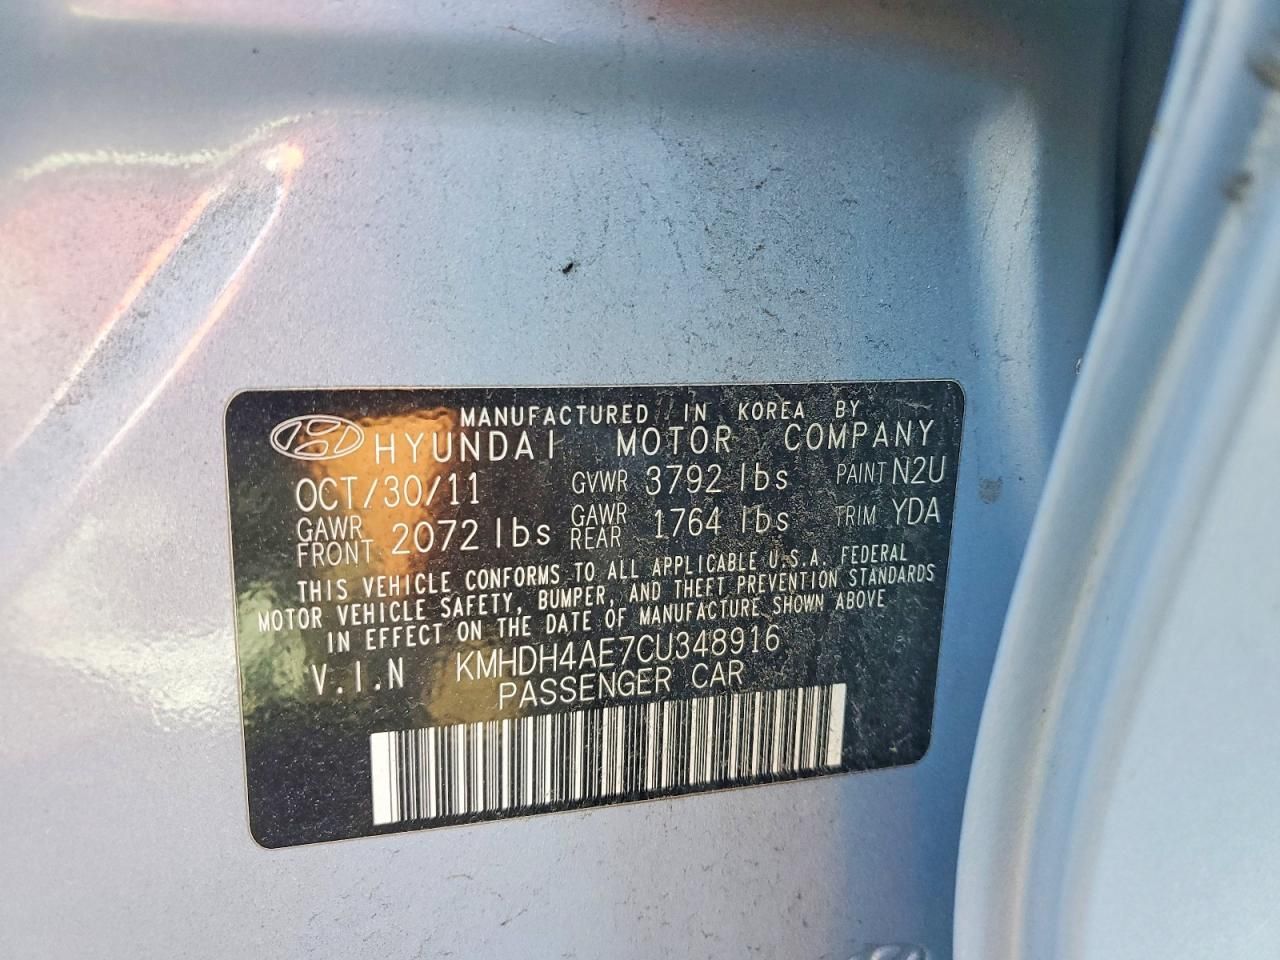 MANUFACTURED IN KOREA BY
HYUNDAI MOTOR COMPANY
OCT/30/11 GVWR 3792 lbs PAINT N2U
GAWR FRONT 2072 lbs GAWR REAR 1764 lbs TRIM YDA
THIS VEHICLE CONFORMS TO ALL APPLICABLE U.S.A. FEDERAL
MOTOR VEHICLE SAFETY, BUMPER, AND THEFT PREVENTION STANDARDS
IN EFFECT ON THE DATE OF MANUFACTURE SHOWN ABOVE
V.I.N KMHDH4AE7CU348916
PASSENGER CAR